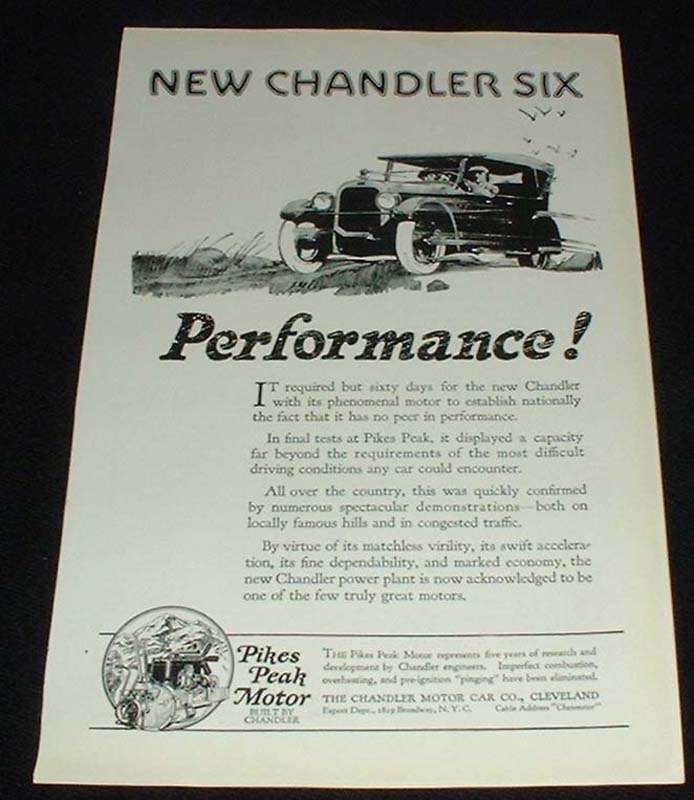 NEW CHANDLER SIX
Performance!
IT required but sixty days for the new Chandler
with its phenomenal motor to establish nationally
the fact that it has no peer in performance.
In final tests at Pikes Peak, it displayed a capacity
far beyond the requirements of the most difficult
driving conditions any car could encounter.
All over the country, this was quickly confirmed
by numerous spectacular demonstrations—both on
locally famous hills and in congested traffic.
By virtue of its matchless virility, its swift accelera-
tion, its fine dependability, and marked economy, the
new Chandler power plant is now acknowledged to be
one of the few truly great motors.
Pikes
Peak
Motor
BUILT BY
CHANDLER
THE Pikes Peak Motor represents five years of research and
development by Chandler engineers. Imperfect combustion,
overheating, and pre-ignition "pinging" have been eliminated.
THE CHANDLER MOTOR CAR CO., CLEVELAND
Export Dept., 1819 Broadway, N. Y. C. Cable Address "Chanmotor"